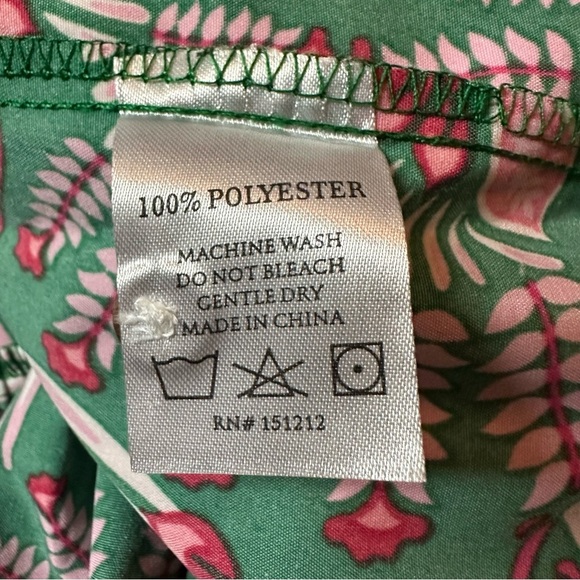 100% POLYESTER
MACHINE WASH
DO NOT BLEACH
GENTLE DRY
MADE IN CHINA
RN# 151212